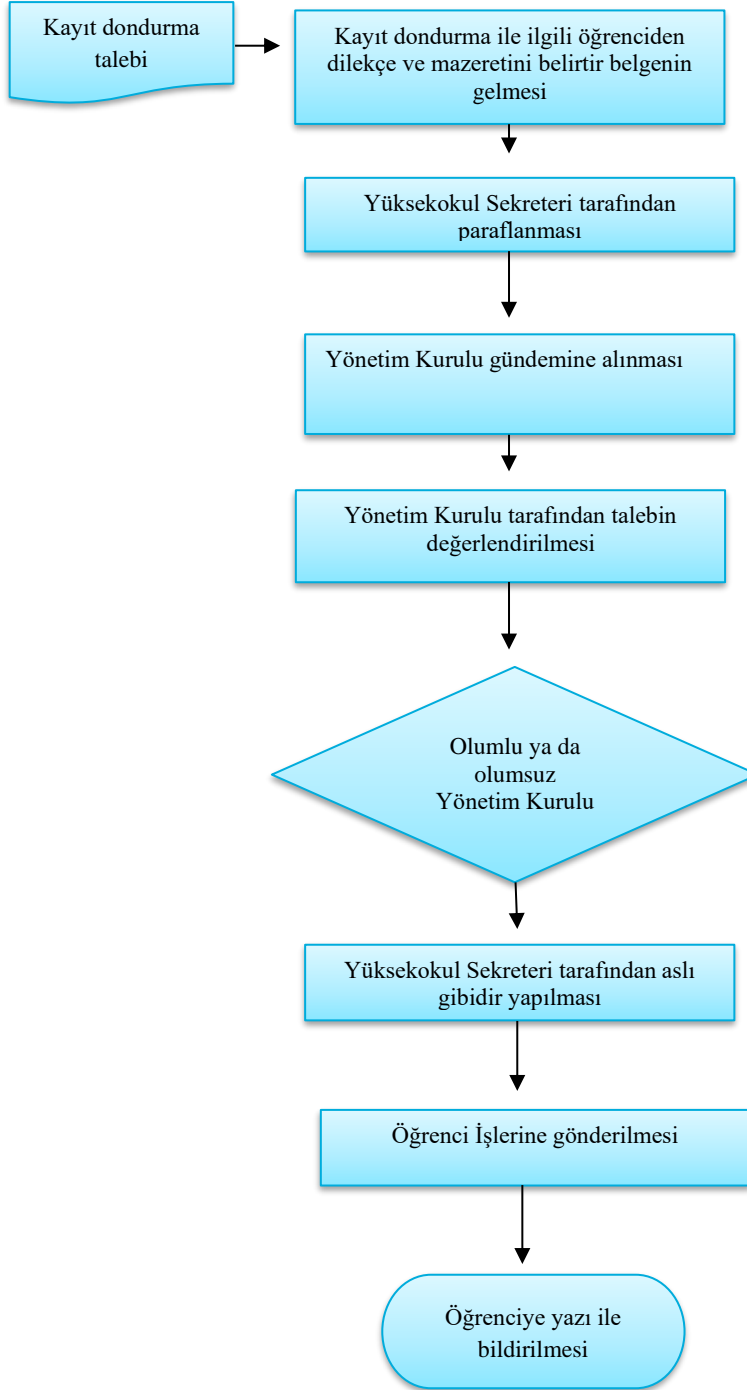 Kayıt dondurma
talebi
Kayıt dondurma ile ilgili öğrenciden
dilekçe ve mazeretini belirtir belgenin
gelmesi
Yüksekokul Sekreteri tarafından
paraflanması
Yönetim Kurulu gündemine alınması
Yönetim Kurulu tarafından talebin
değerlendirilmesi
Olumlu ya da
olumsuz
Yönetim Kurulu
Yüksekokul Sekreteri tarafından aslı
gibidir yapılması
Öğrenci İşlerine gönderilmesi
Öğrenciye yazı ile
bildirilmesi